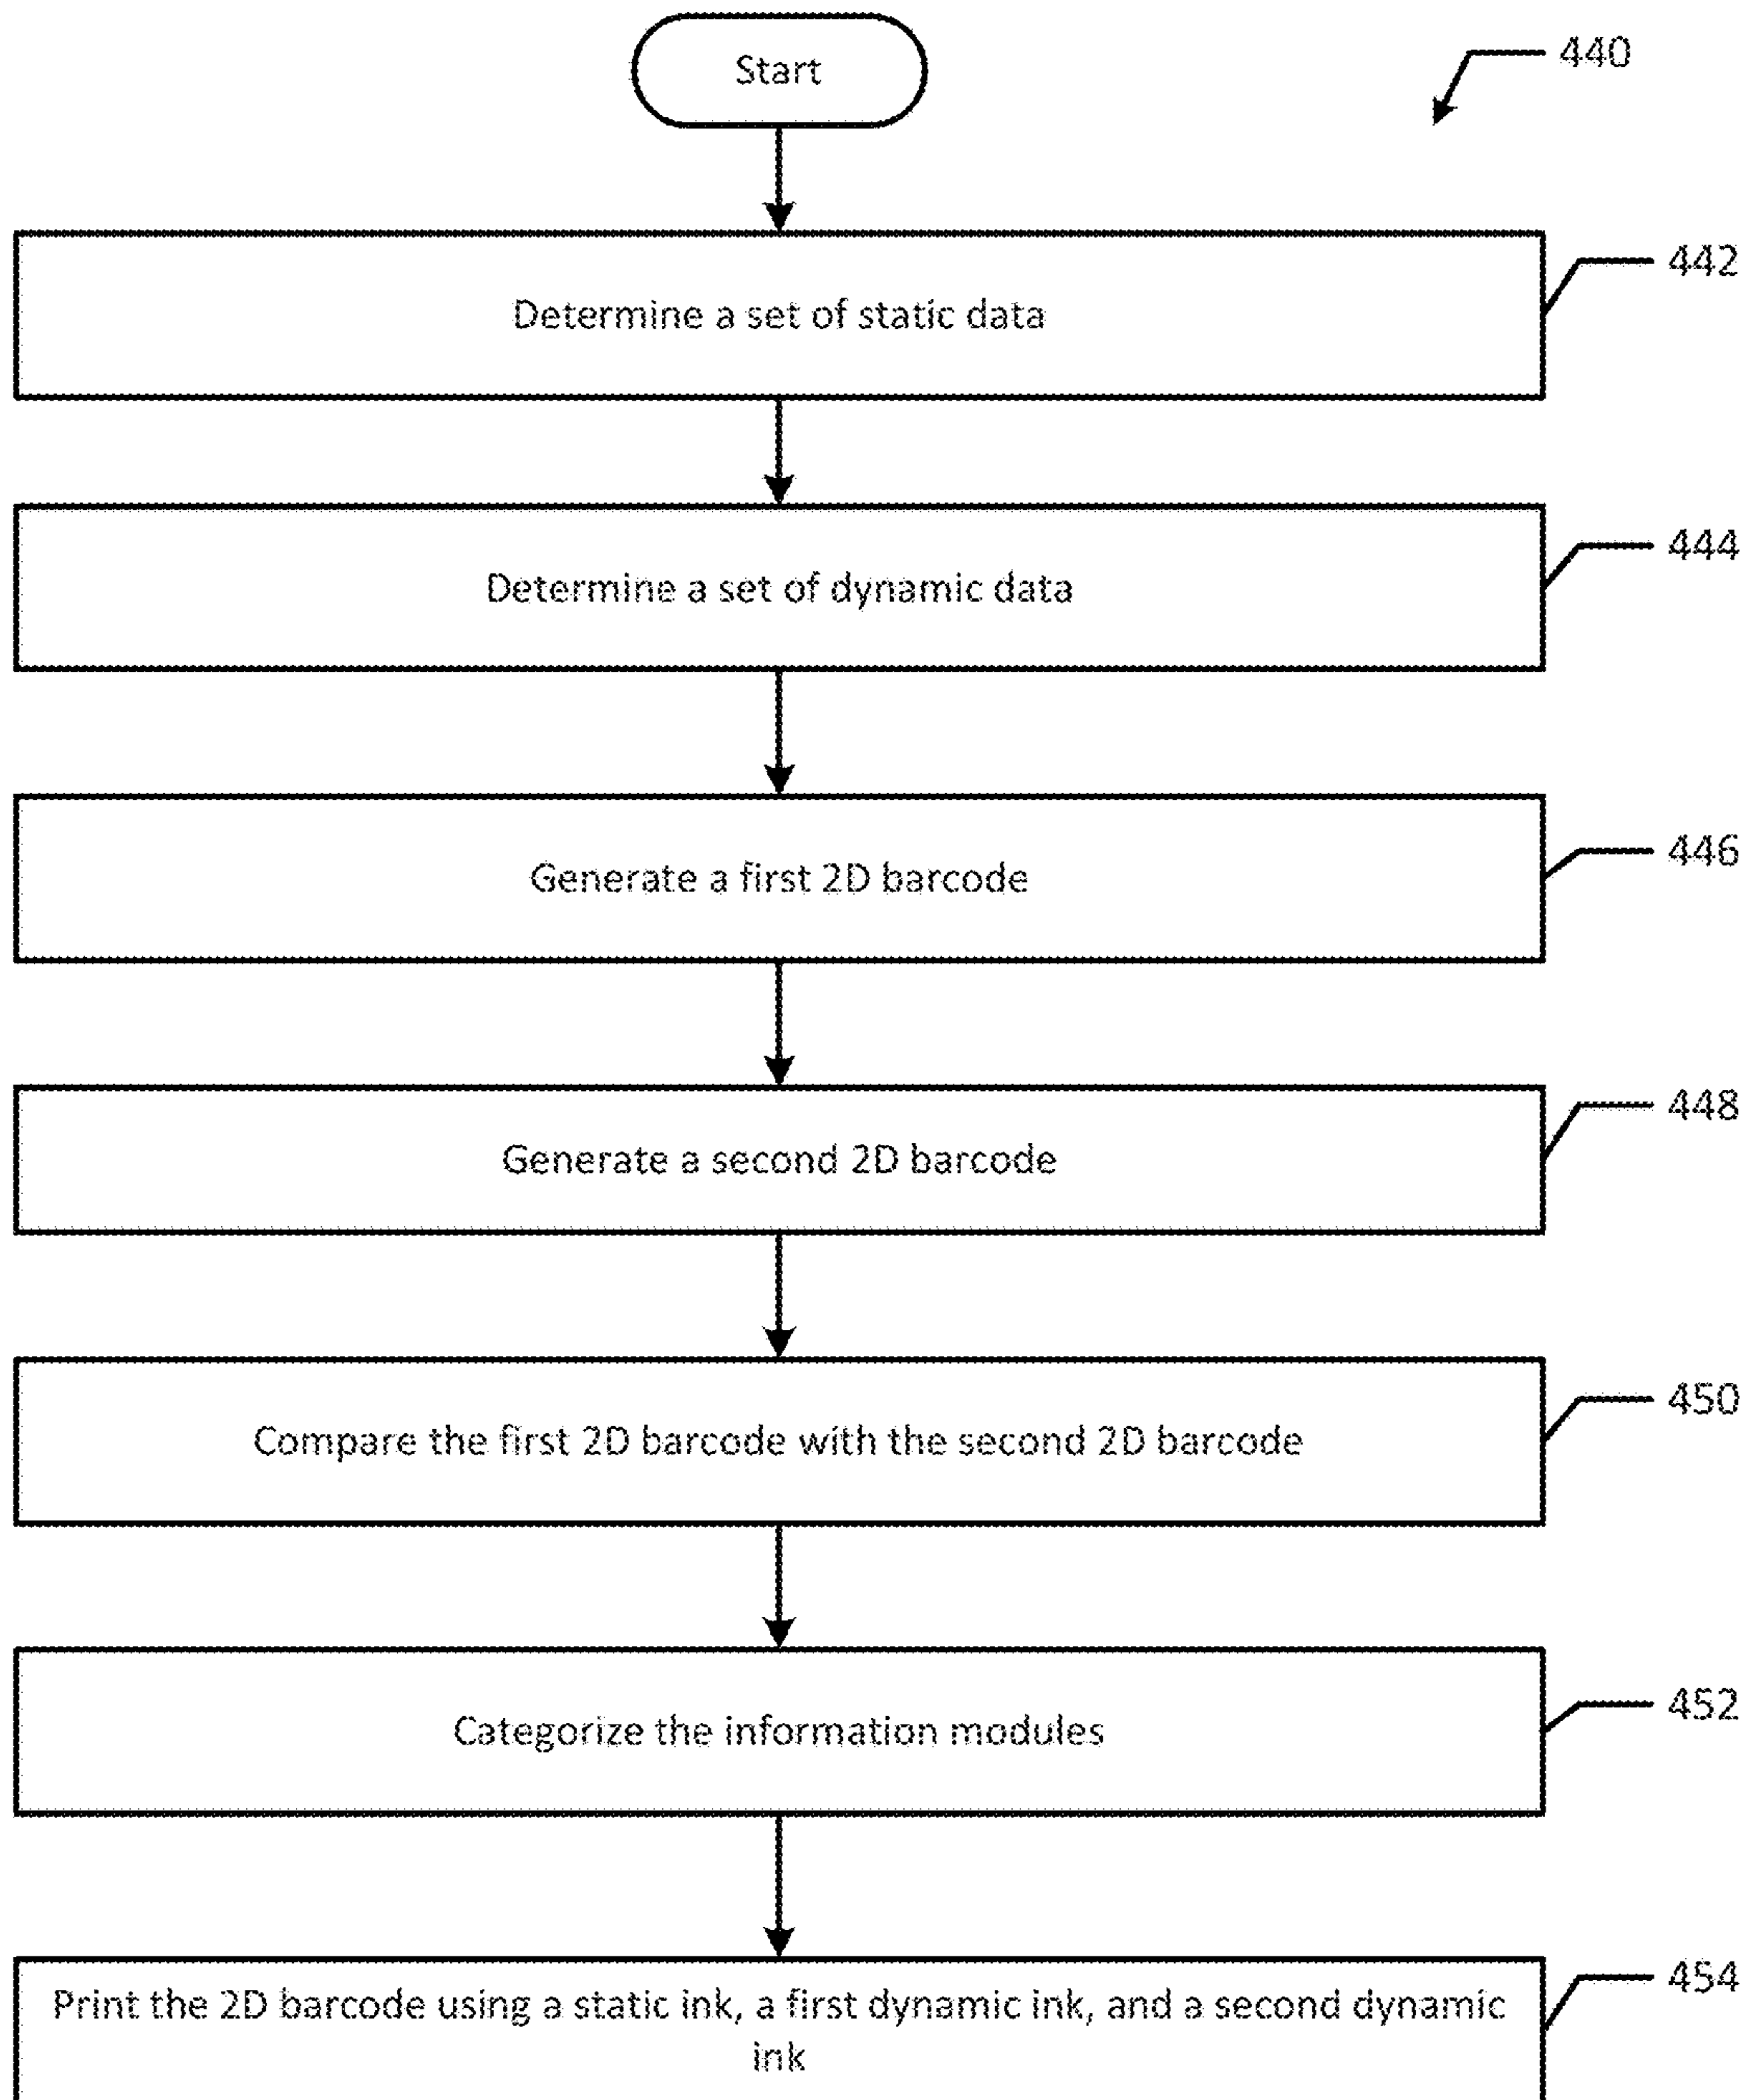 Start
440
Determine a set of static data
442
Determine a set of dynamic data
444
Generate a first 2D barcode
446
Generate a second 2D barcode
448
Compare the first 2D barcode with the second 2D barcode
450
Categorize the information modules
452
Print the 2D barcode using a static ink, a first dynamic ink, and a second dynamic
ink
454